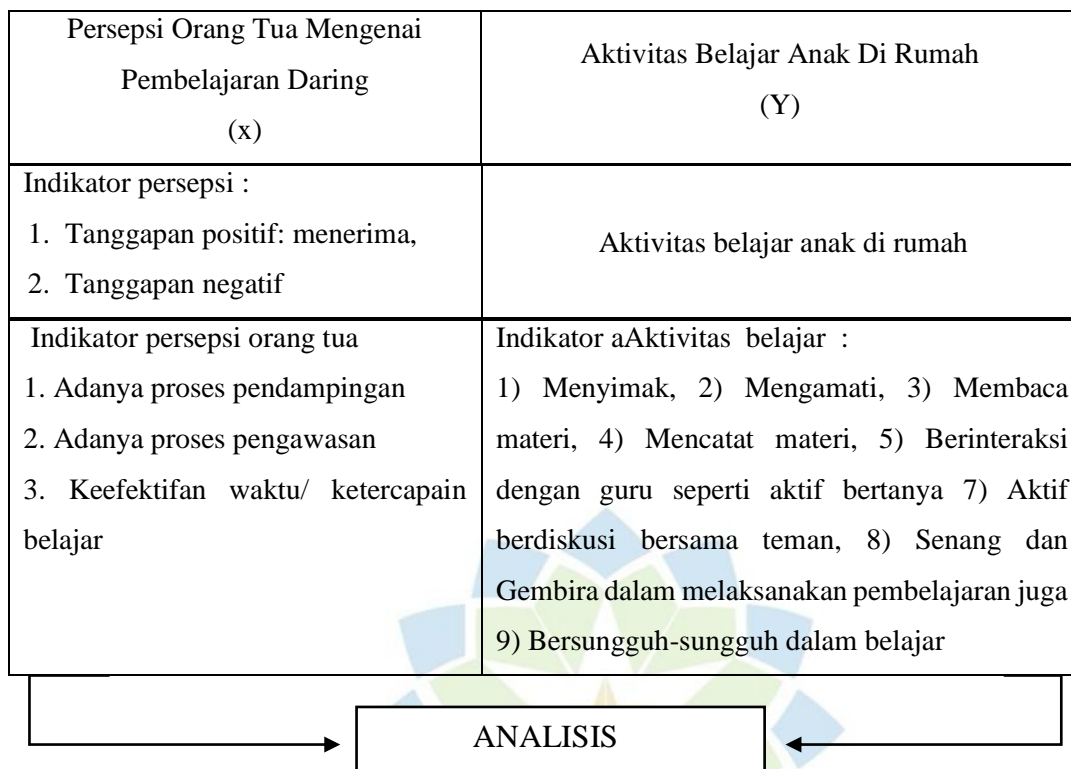 Persepsi Orang Tua Mengenai
Pembelajaran Daring
(x)
Aktivitas Belajar Anak Di Rumah
(Y)
Indikator persepsi :
1. Tanggapan positif: menerima,
2. Tanggapan negatif
Aktivitas belajar anak di rumah
Indikator persepsi orang tua
1. Adanya proses pendampingan
2. Adanya proses pengawasan
3. Keefektifan waktu/ ketercapain
belajar
Indikator aAktivitas belajar :
1) Menyimak, 2) Mengamati, 3) Membaca
materi, 4) Mencatat materi, 5) Berinteraksi
dengan guru seperti aktif bertanya 7) Aktif
berdiskusi bersama teman, 8) Senang dan
Gembira dalam melaksanakan pembelajaran juga
9) Bersungguh-sungguh dalam belajar
ANALISIS